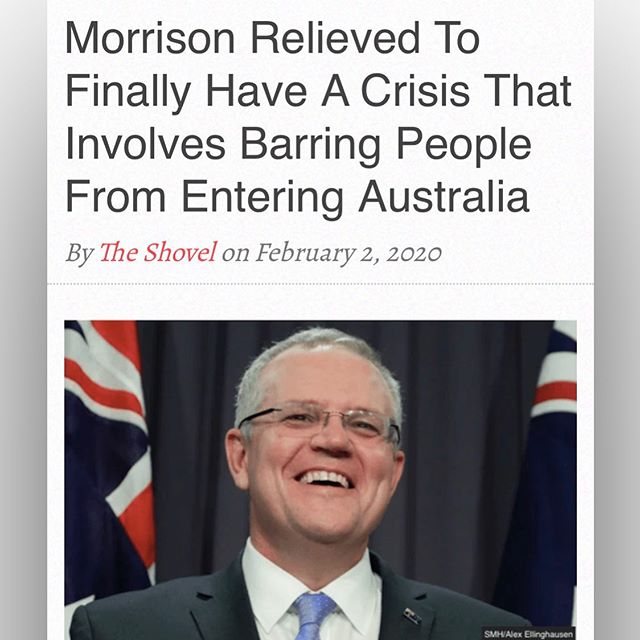 Morrison Relieved To
Finally Have A Crisis That
Involves Barring People
From Entering Australia
By The Shovel on February 2, 2020
SMH/Alex Ellinghausen